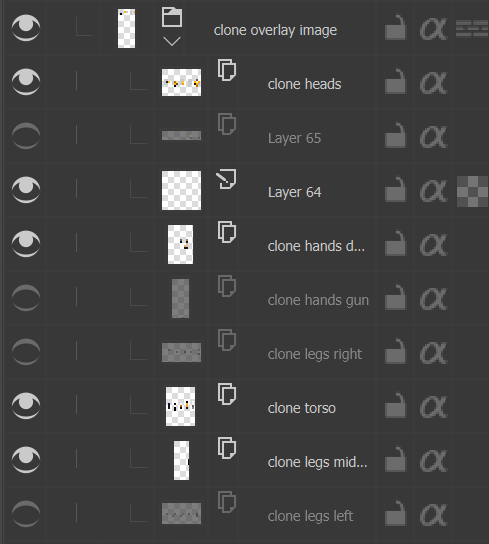 clone overlay image
clone heads
Layer 65
Layer 64
clone hands d...
clone hands gun
clone legs right
clone torso
clone legs mid...
clone legs left